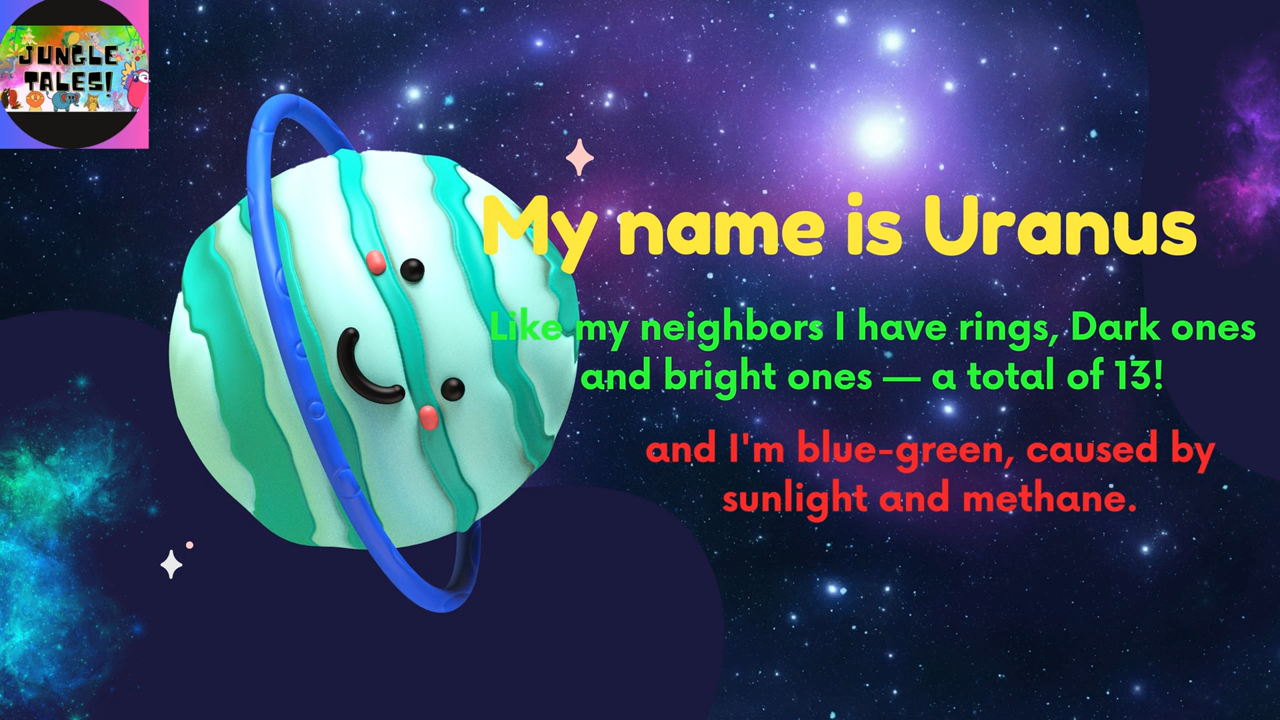 JUNGLE
TALES!
My name is Uranus
Like my neighbors I have rings, Dark ones
and bright ones — a total of 13!
and I'm blue-green, caused by
sunlight and methane.